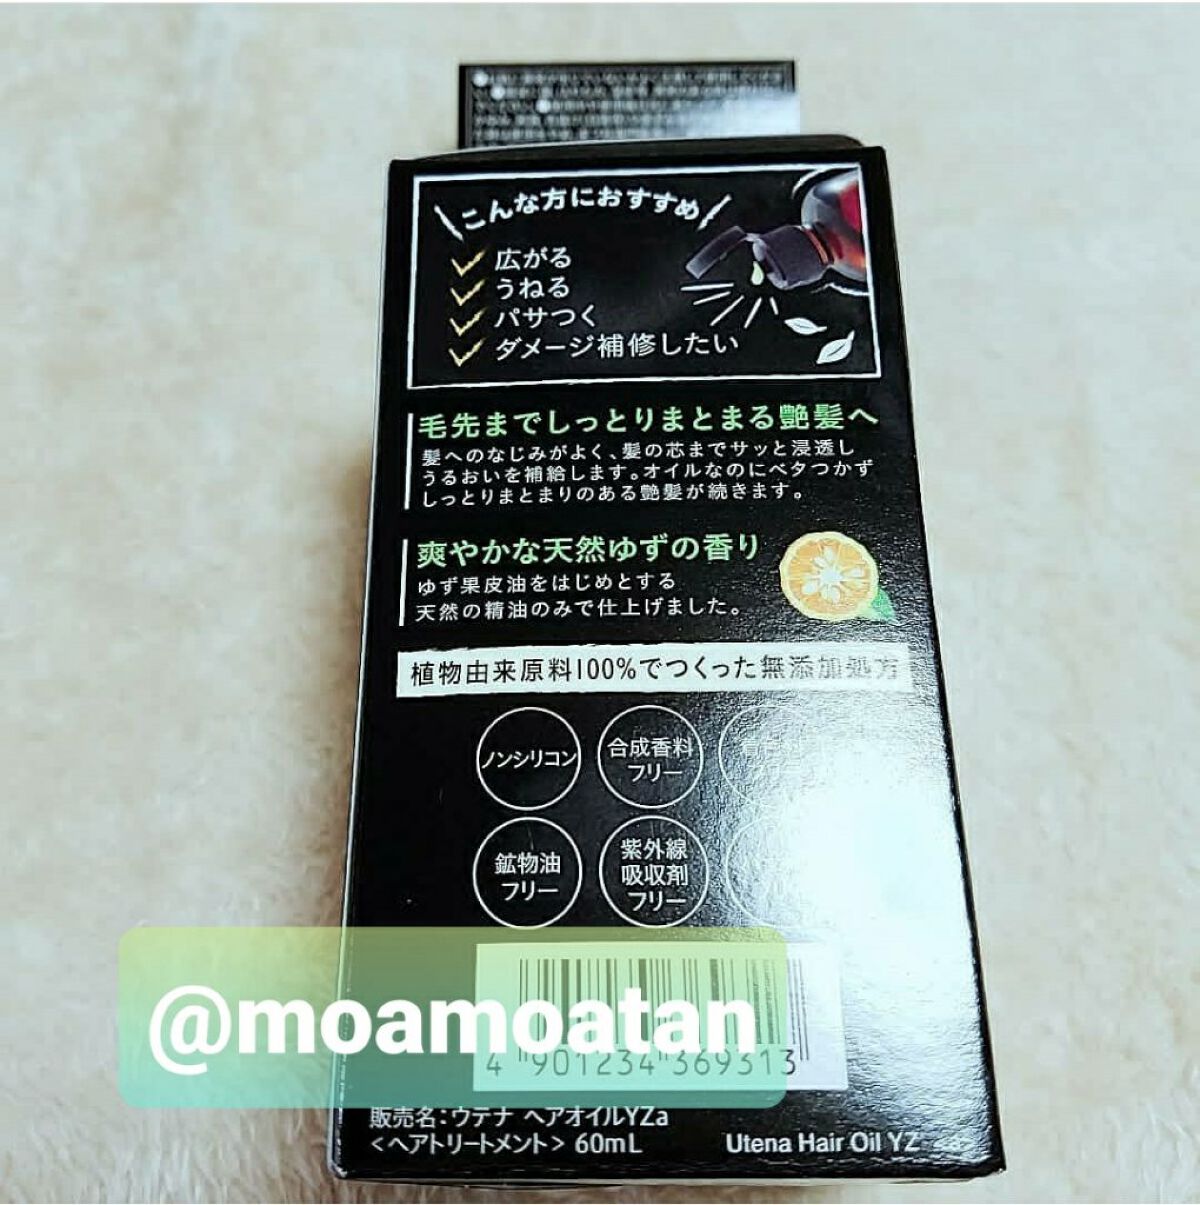 こんな方におすすめ
広がる
うねる
パサつく
ダメージ補修したい
毛先までしっとりまとまる艶髪へ
髪へのなじみがよく、髪の芯までサッと浸透し
うるおいを補給します。オイルなのにベタつかず
しっとりまとまりのある艶髪が続きます。
爽やかな天然ゆずの香り
ゆず果皮油をはじめとする
天然の精油のみで仕上げました。
植物由来原料100%でつくった無添加処方
ノンシリコン
合成香料
フリー
鉱物油
フリー
紫外線
吸収剤
フリー
@moamoatan
4 901234 369313
販売名:ウテナ ヘアオイルYZa
<ヘアトリートメント> 60mL
Utena Hair Oil YZ <a>